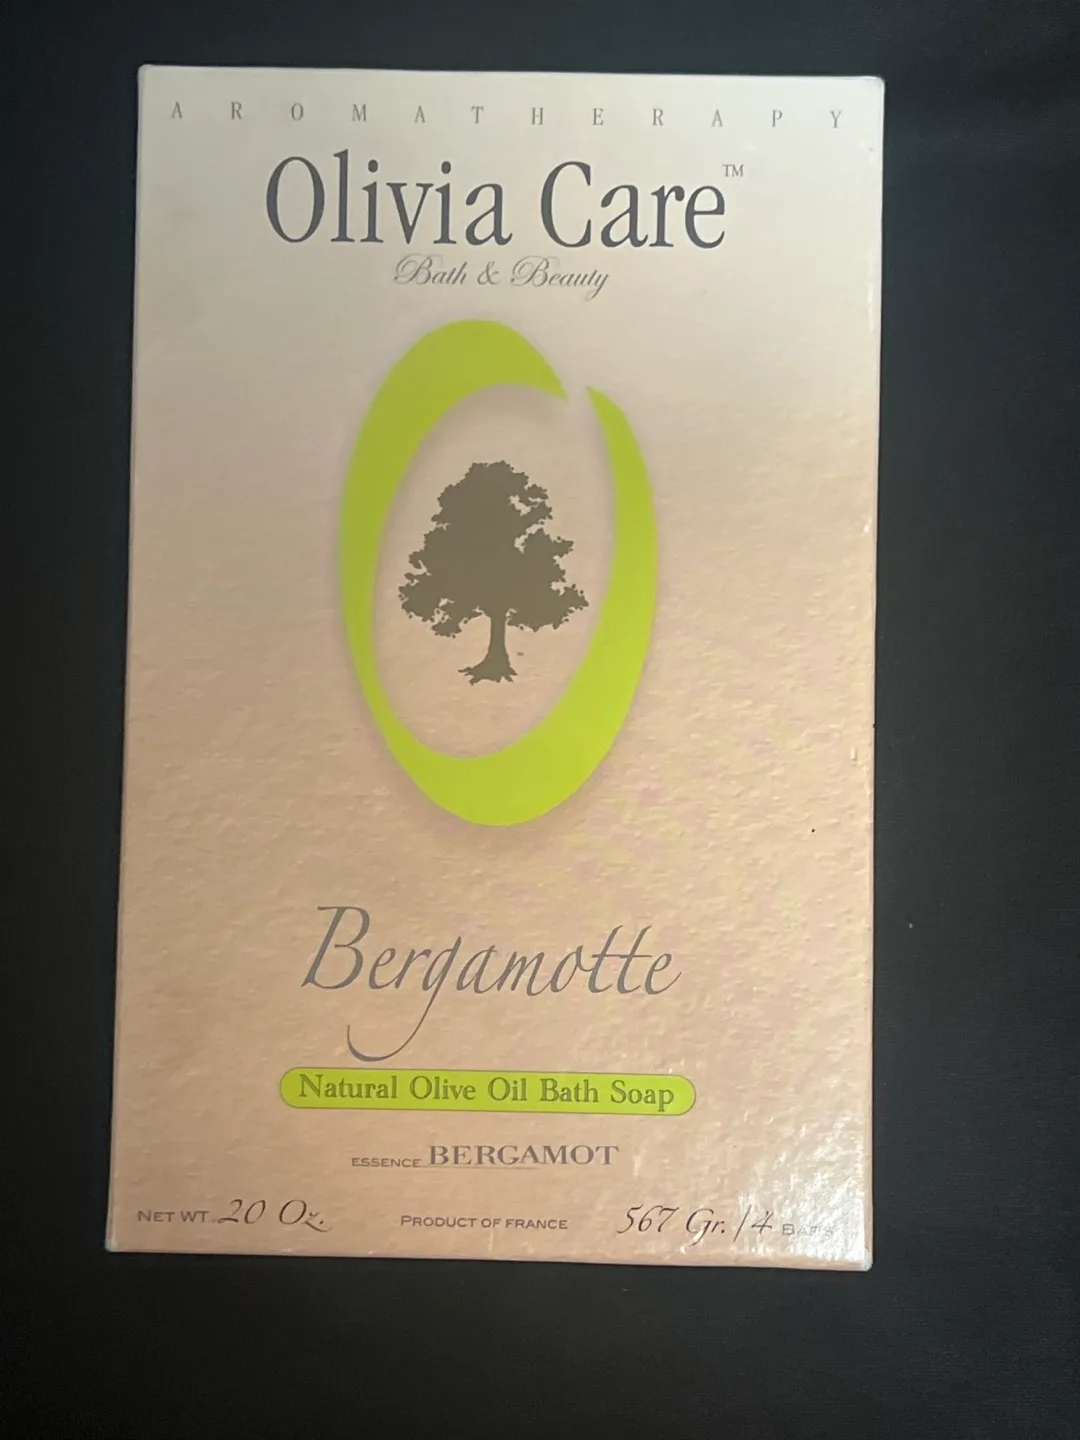 AROMATHERAPY
Olivia Care™
Bath & Beauty
Bergamotte
Natural Olive Oil Bath Soap
ESSENCE BERGAMOT
NET WT. 20 Oz. PRODUCT OF FRANCE 567 Gr. / 4 BARS